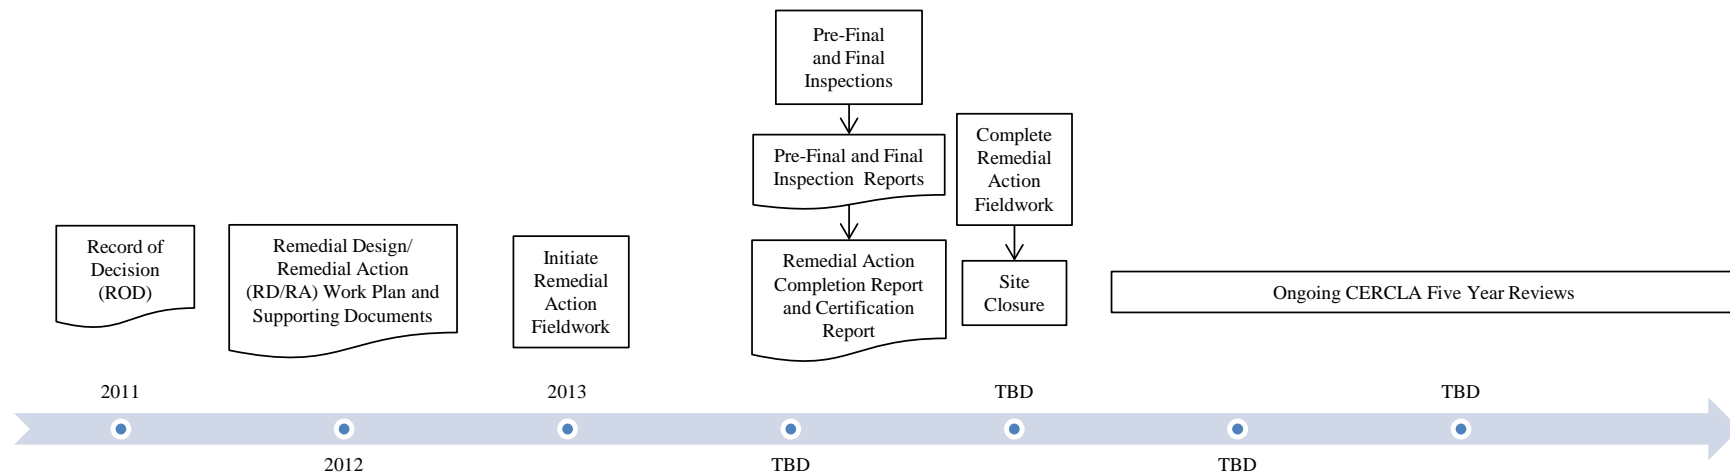 Pre-Final
and Final
Inspections
Pre-Final and Final
Inspection Reports
Complete
Remedial
Action
Fieldwork
Record of
Decision
(ROD)
Remedial Design/
Remedial Action
(RD/RA) Work Plan and
Supporting Documents
Initiate
Remedial
Action
Fieldwork
Remedial Action
Completion Report
and Certification
Report
Site
Closure
Ongoing CERCLA Five Year Reviews
2011
2013
TBD
TBD
2012
TBD
TBD